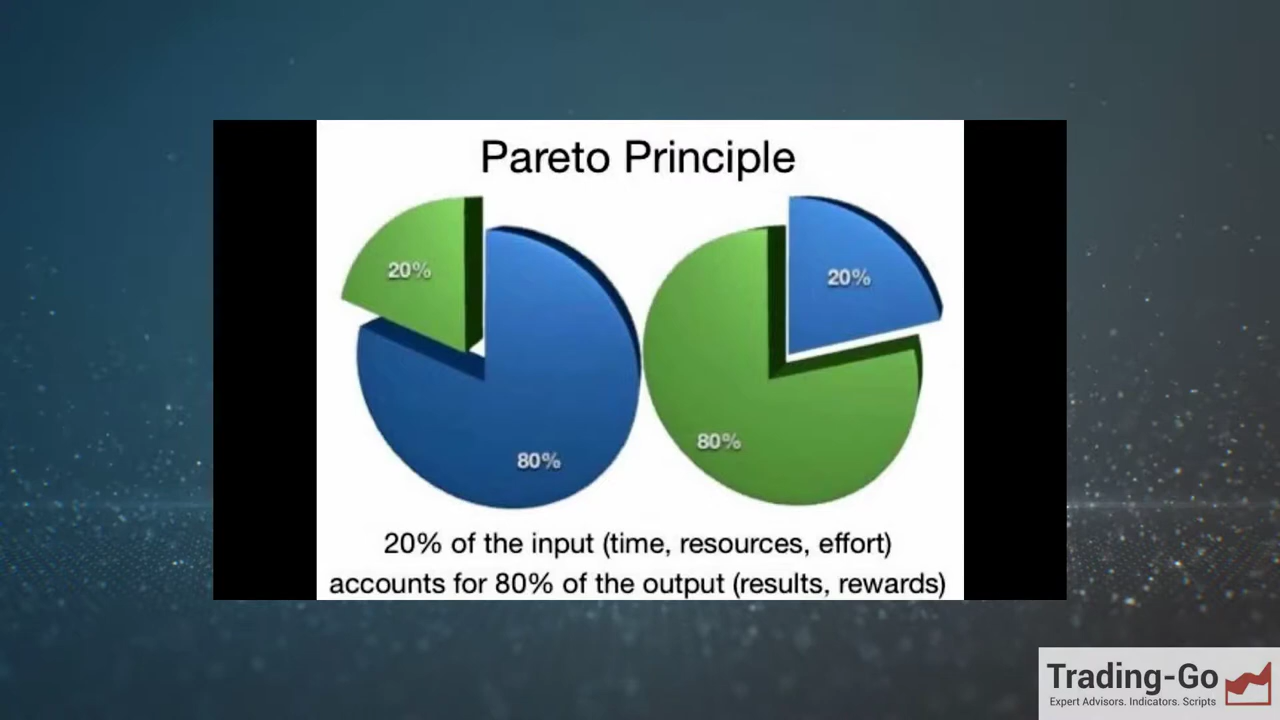 Pareto Principle
20%
20%
80%
80%
20% of the input (time, resources, effort)
accounts for 80% of the output (results, rewards)
Trading-Go
Expert Advisors. Indicators. Scripts